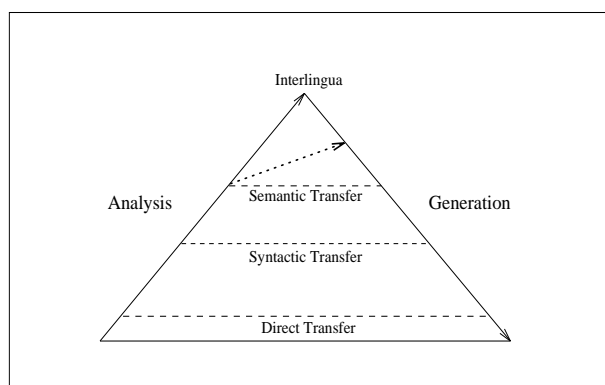 Interlingua
Analysis
Semantic Transfer
Generation
Syntactic Transfer
Direct Transfer